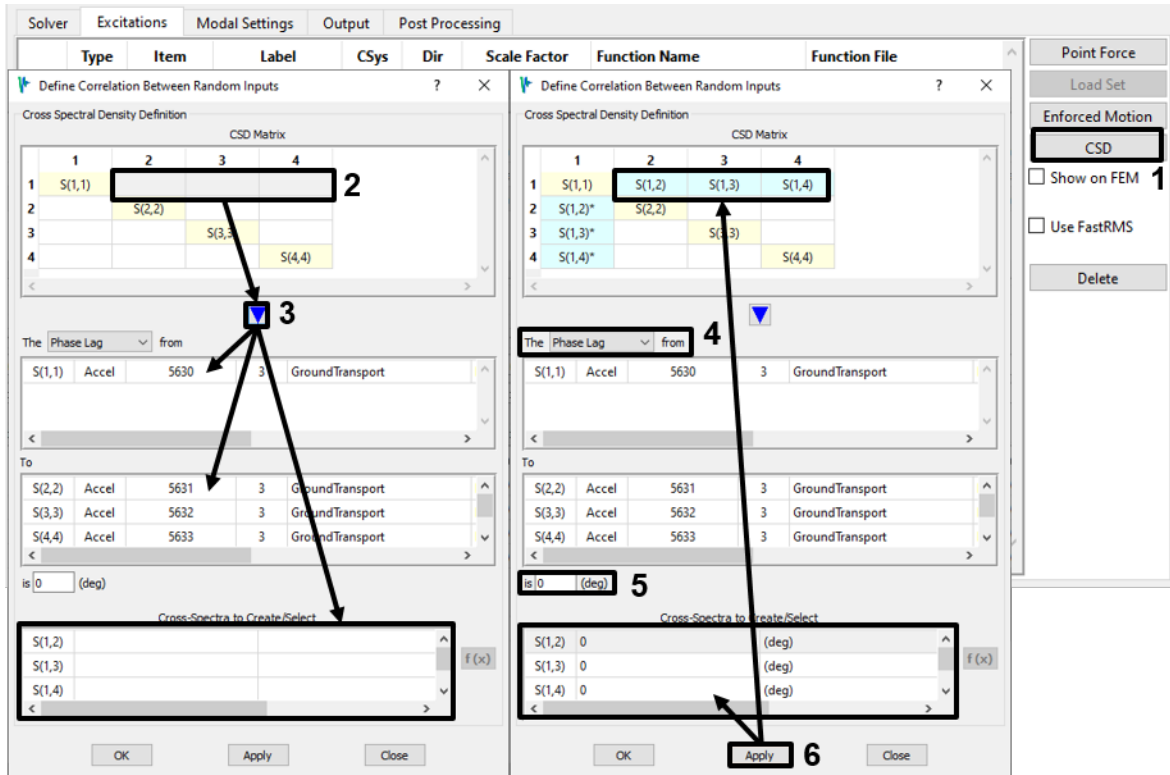 Solver Excitations Modal Settings Output Post Processing
Type Item Label CSys Dir Scale Factor Function Name Function File
Point Force
Load Set
Enforced Motion
CSD
1
Show on FEM
Use FastRMS
Delete
Define Correlation Between Random Inputs ? ×
Cross Spectral Density Definition
CSD Matrix
1 2 3 4
1 S(1,1) 2
2 S(2,2)
3 S(3,3)
4 S(4,4)
3
The Phase Lag from
S(1,1) Accel 5630 3 GroundTransport
To
S(2,2) Accel 5631 3 GroundTransport
S(3,3) Accel 5632 3 GroundTransport
S(4,4) Accel 5633 3 GroundTransport
is 0 (deg)
Cross-Spectra to Create/Select
S(1,2)
S(1,3)
S(1,4)
f(x)
OK Apply Close
Define Correlation Between Random Inputs ? ×
Cross Spectral Density Definition
CSD Matrix
1 2 3 4
1 S(1,1) S(1,2) S(1,3) S(1,4)
2 S(1,2)* S(2,2)
3 S(1,3)* S(3,3)
4 S(1,4)* S(4,4)
The Phase Lag from 4
S(1,1) Accel 5630 3 GroundTransport
To
S(2,2) Accel 5631 3 GroundTransport
S(3,3) Accel 5632 3 GroundTransport
S(4,4) Accel 5633 3 GroundTransport
is 0 (deg) 5
Cross-Spectra to Create/Select
S(1,2) 0 (deg)
S(1,3) 0 (deg)
S(1,4) 0 (deg)
f(x)
OK Apply 6 Close